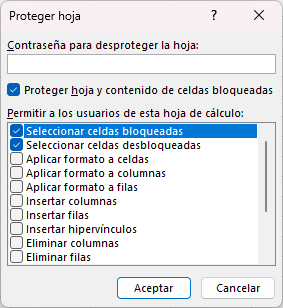 Proteger hoja
Contraseña para desproteger la hoja:
Proteger hoja y contenido de celdas bloqueadas
Permitir a los usuarios de esta hoja de cálculo:
Seleccionar celdas bloqueadas
Seleccionar celdas desbloqueadas
Aplicar formato a celdas
Aplicar formato a columnas
Aplicar formato a filas
Insertar columnas
Insertar filas
Insertar hipervínculos
Eliminar columnas
Eliminar filas
Aceptar
Cancelar